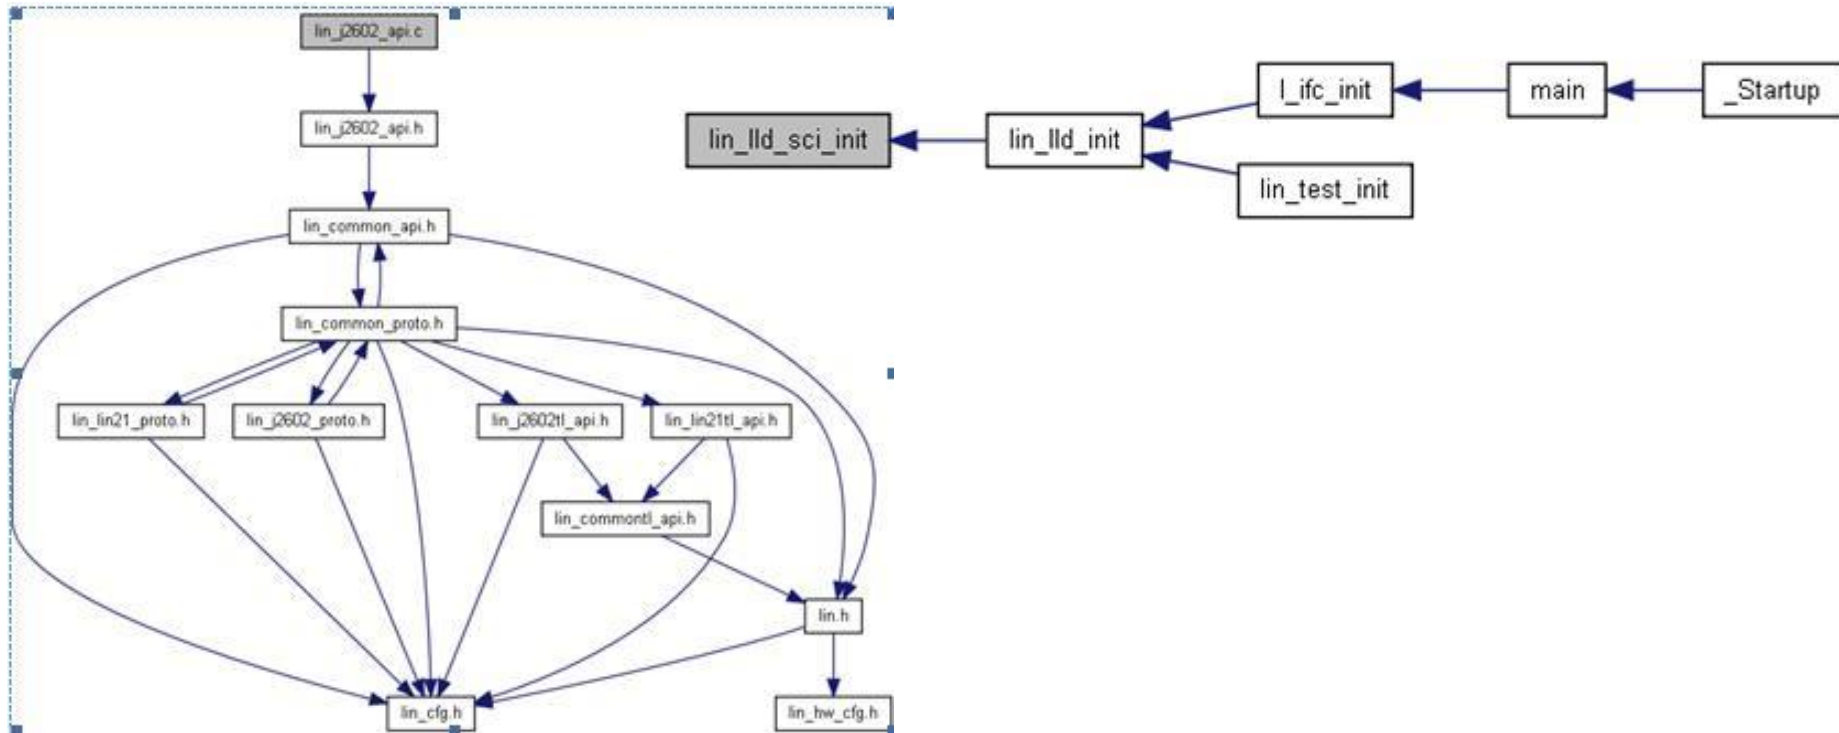 lin_j2602_api.c
lin_j2602_api.h
lin_common_api.h
lin_common_proto.h
lin_lin21_proto.h
lin_j2602_proto.h
lin_j2602tl_api.h
lin_lin21tl_api.h
lin_commontl_api.h
lin.h
lin_cfg.h
lin_hw_cfg.h
lin_lld_sci_init
lin_lld_init
l_ifc_init
main
_Startup
lin_test_init